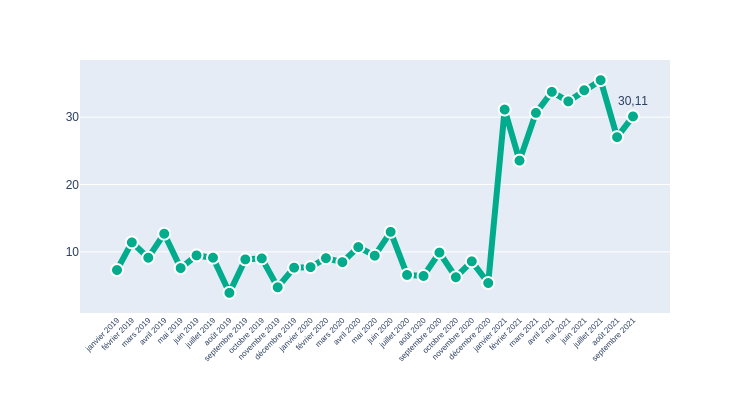 30,11
30
20
10
janvier 2019
février 2019
mars 2019
avril 2019
mai 2019
juin 2019
juillet 2019
août 2019
septembre 2019
octobre 2019
novembre 2019
décembre 2019
janvier 2020
février 2020
mars 2020
avril 2020
mai 2020
juin 2020
juillet 2020
août 2020
septembre 2020
octobre 2020
novembre 2020
décembre 2020
janvier 2021
février 2021
mars 2021
avril 2021
mai 2021
juin 2021
juillet 2021
août 2021
septembre 2021